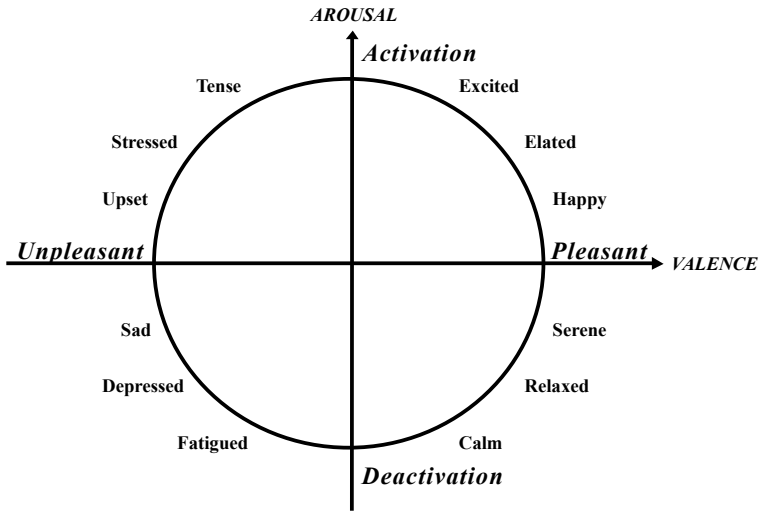 AROUSAL
Activation
Tense
Excited
Stressed
Elated
Upset
Happy
Unpleasant
Pleasant
VALENCE
Sad
Serene
Depressed
Relaxed
Fatigued
Calm
Deactivation